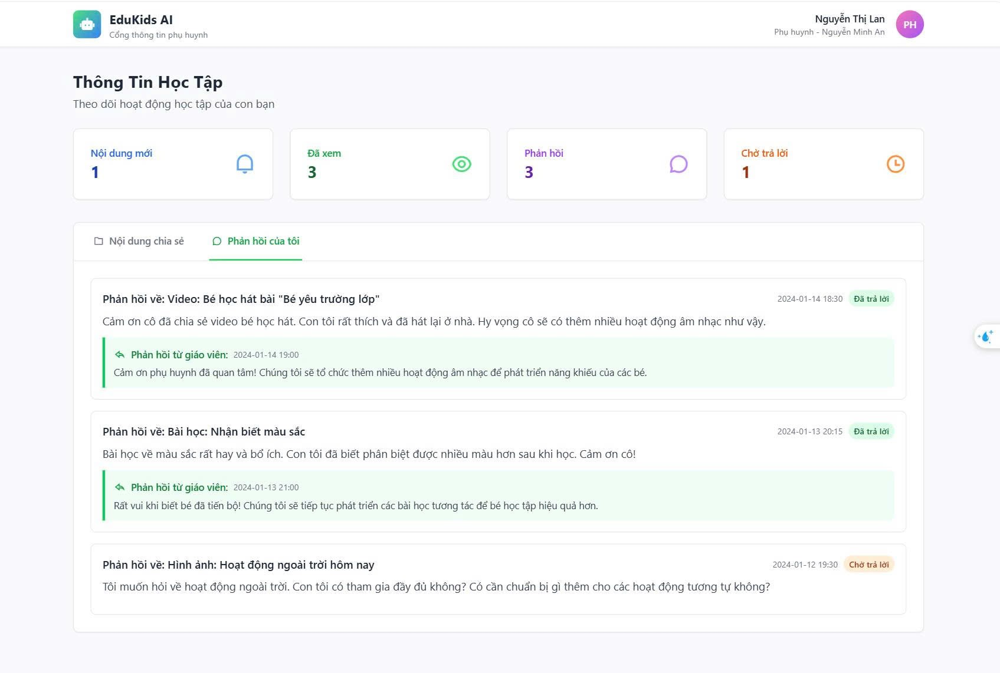 EduKids AI
Cổng thông tin phụ huynh
Nguyễn Thị Lan
Phụ huynh - Nguyễn Minh An
PH
Thông Tin Học Tập
Theo dõi hoạt động học tập của con bạn
Nội dung mới
1
Đã xem
3
Phản hồi
3
Chờ trả lời
1
Nội dung chia sẻ
Phản hồi của tôi
Phản hồi về: Video: Bé học hát bài "Bé yêu trường lớp"
2024-01-14 18:30
Đã trả lời
Cảm ơn cô đã chia sẻ video bé học hát. Con tôi rất thích và đã hát lại ở nhà. Hy vọng cô sẽ có thêm nhiều hoạt động âm nhạc như vậy.
Phản hồi từ giáo viên: 2024-01-14 19:00
Cảm ơn phụ huynh đã quan tâm! Chúng tôi sẽ tổ chức thêm nhiều hoạt động âm nhạc để phát triển năng khiếu của các bé.
Phản hồi về: Bài học: Nhận biết màu sắc
2024-01-13 20:15
Đã trả lời
Bài học về màu sắc rất hay và bổ ích. Con tôi đã biết phân biệt được nhiều màu hơn sau khi học. Cảm ơn cô!
Phản hồi từ giáo viên: 2024-01-13 21:00
Rất vui khi biết bé đã tiến bộ! Chúng tôi sẽ tiếp tục phát triển các bài học tương tác để bé học tập hiệu quả hơn.
Phản hồi về: Hình ảnh: Hoạt động ngoài trời hôm nay
2024-01-12 19:30
Chờ trả lời
Tôi muốn hỏi về hoạt động ngoài trời. Con tôi có tham gia đầy đủ không? Có cần chuẩn bị gì thêm cho các hoạt động tương tự không?